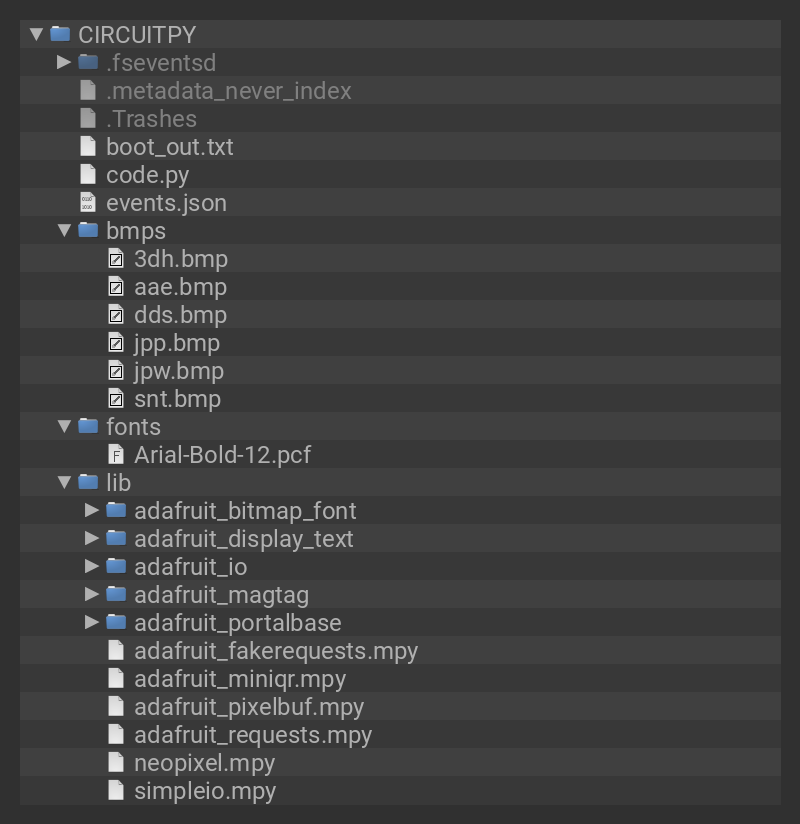 CIRCUITPY
.fseventsd
.metadata_never_index
.Trashes
boot_out.txt
code.py
events.json
bmps
3dh.bmp
aae.bmp
dds.bmp
jpp.bmp
jpw.bmp
snt.bmp
fonts
Arial-Bold-12.pcf
lib
adafruit_bitmap_font
adafruit_display_text
adafruit_io
adafruit_magtag
adafruit_portalbase
adafruit_fakerequests.mpy
adafruit_miniqr.mpy
adafruit_pixelbuf.mpy
adafruit_requests.mpy
neopixel.mpy
simpleio.mpy